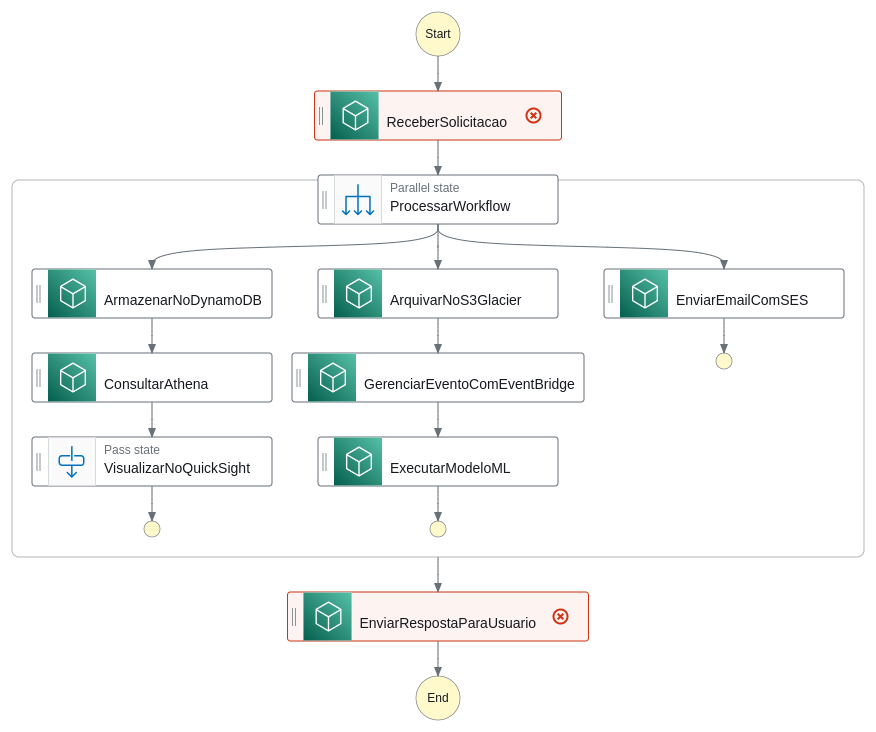 Start
ReceberSolicitacao
Parallel state
ProcessarWorkflow
ArmazenarNoDynamoDB
ArquivarNoS3Glacier
EnviarEmailComSES
ConsultarAthena
GerenciarEventoComEventBridge
Pass state
VisualizarNoQuickSight
ExecutarModeloML
EnviarRespostaParaUsuario
End